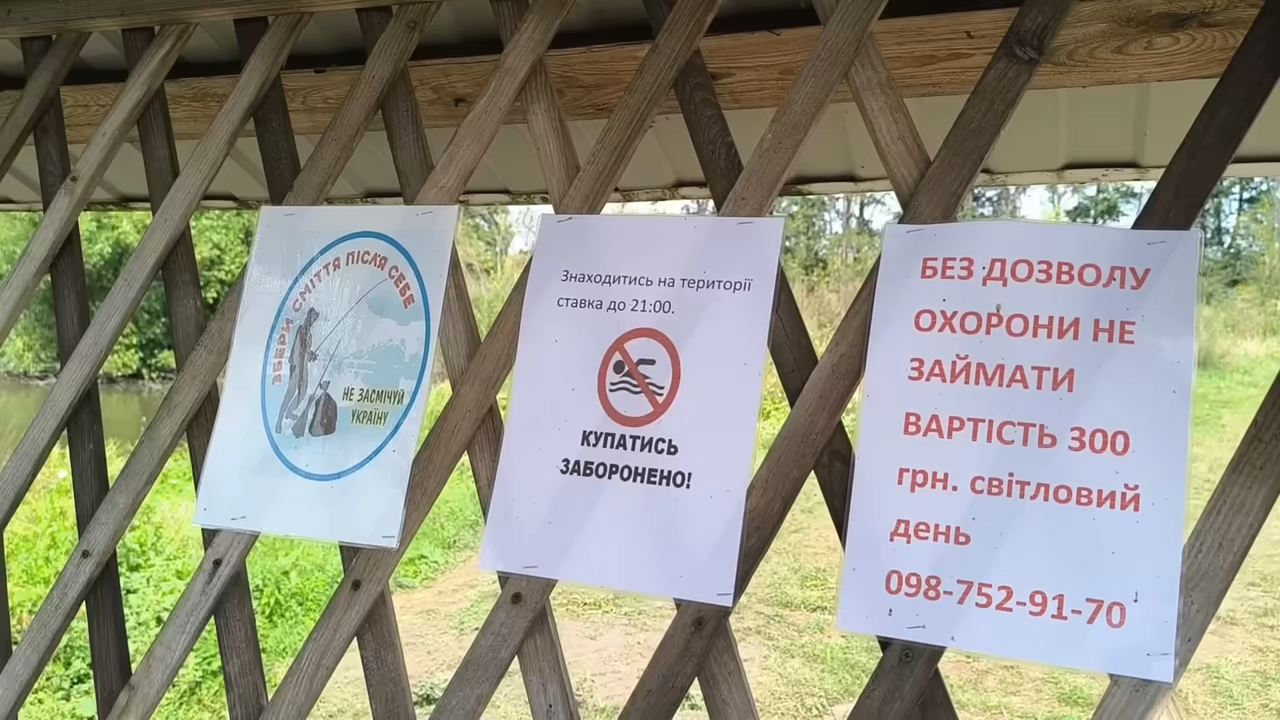 ЗБЕРИ СМІТТЯ ПІСЛЯ СЕБЕ
НЕ ЗАСМІЧУЙ
УКРАЇНУ
Знаходитись на території
ставка до 21:00.
КУПАТИСЬ
ЗАБОРОНЕНО!
БЕЗ ДОЗВОЛУ
ОХОРОНИ НЕ
ЗАЙМАТИ
ВАРТІСТЬ 300
грн. світловий
день
098-752-91-70